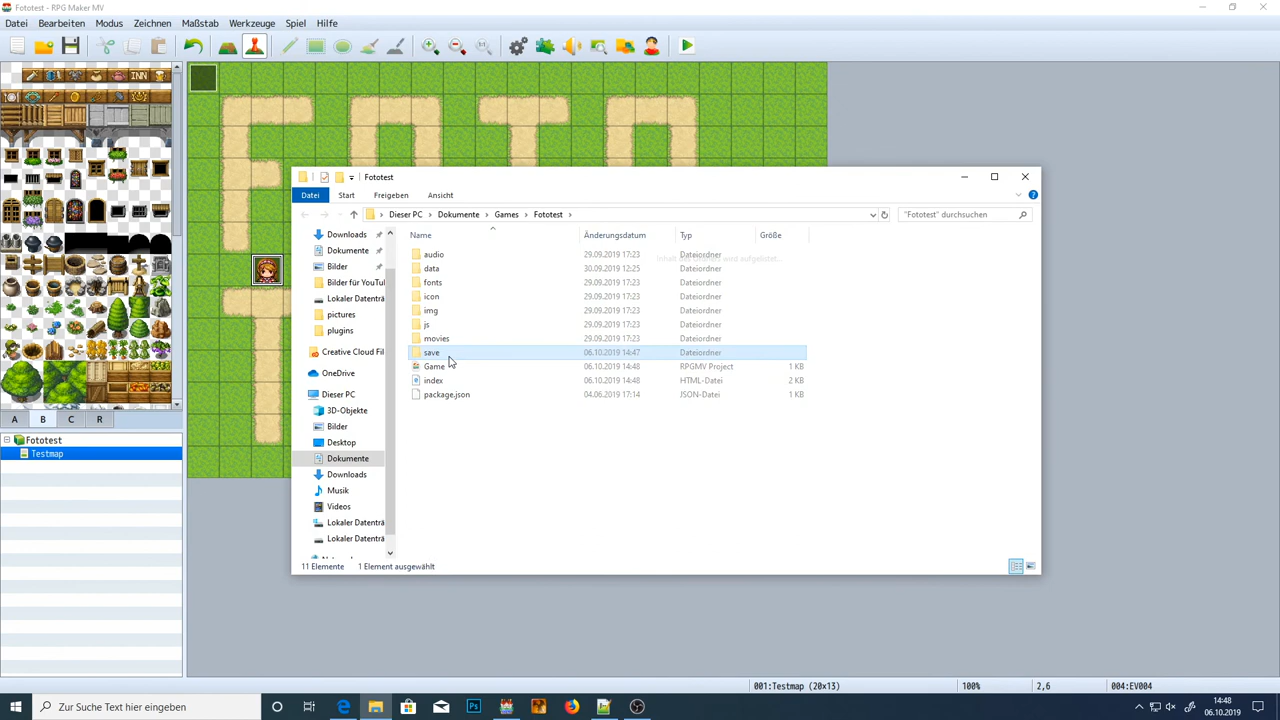 Fototest - RPG Maker MV
Datei Bearbeiten Modus Zeichnen Maßstab Werkzeuge Spiel Hilfe
1:1
INN
Fototest
Datei Start Freigeben Ansicht
Dieser PC Dokumente Games Fototest
"Fototest" durchsuchen
Name Änderungsdatum Typ Größe
Downloads
Dokumente
Bilder
Bilder für YouTu
Lokaler Datenträ
pictures
plugins
Creative Cloud Fil
OneDrive
Dieser PC
3D-Objekte
Bilder
Desktop
Dokumente
Downloads
Musik
Videos
Lokaler Datenträ
Lokaler Datenträ
audio 29.09.2019 17:23 Dateiordner
data 30.09.2019 12:25 Dateiordner
fonts 29.09.2019 17:23 Dateiordner
icon 29.09.2019 17:23 Dateiordner
img 29.09.2019 17:23 Dateiordner
js 29.09.2019 17:23 Dateiordner
movies 29.09.2019 17:23 Dateiordner
save 06.10.2019 14:47 Dateiordner
Game 06.10.2019 14:48 RPGMV Project 1 KB
index 06.10.2019 14:48 HTML-Datei 2 KB
package.json 04.06.2019 17:14 JSON-Datei 1 KB
11 Elemente 1 Element ausgewählt
A B C R
Fototest
Testmap
001:Testmap (20x13) 100% 2,6 004:EV004
Zur Suche Text hier eingeben
Ps
14:48
06.10.2019